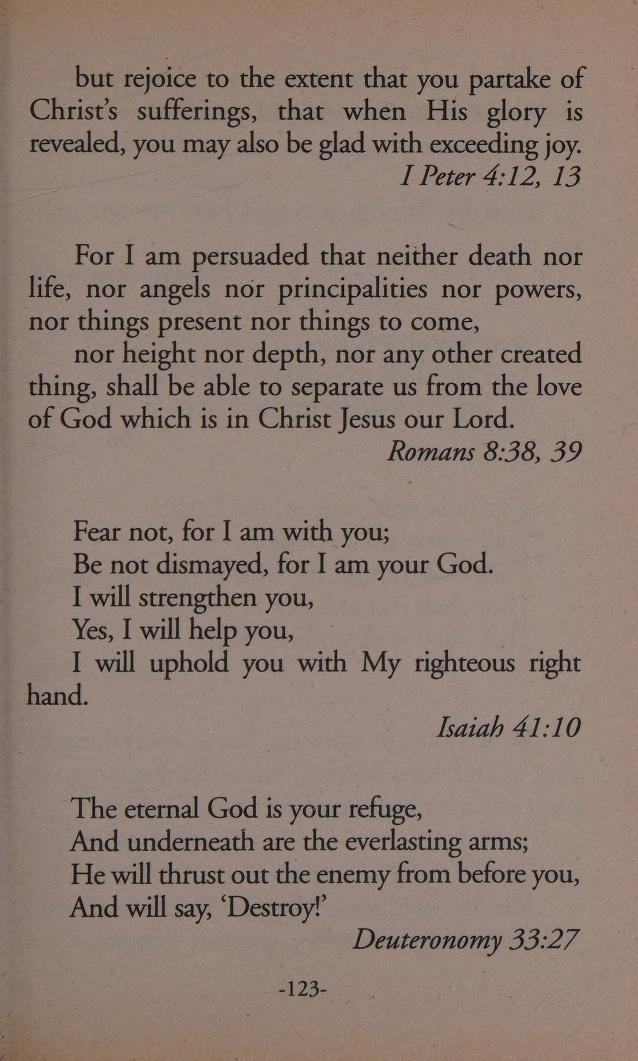 but rejoice to the extent that you partake of
Christ's sufferings, that when His glory is
revealed, you may also be glad with exceeding joy.
I Peter 4:12, 13
For I am persuaded that neither death nor
life, nor angels nor principalities nor powers,
nor things present nor things to come,
nor height nor depth, nor any other created
thing, shall be able to separate us from the love
of God which is in Christ Jesus our Lord.
Romans 8:38, 39
Fear not, for I am with you;
Be not dismayed, for I am your God.
I will strengthen you,
Yes, I will help you,
I will uphold you with My righteous right
hand.
Isaiah 41:10
The eternal God is your refuge,
And underneath are the everlasting arms;
He will thrust out the enemy from before you,
And will say, ‘Destroy!’
Deuteronomy 33:27
-123-